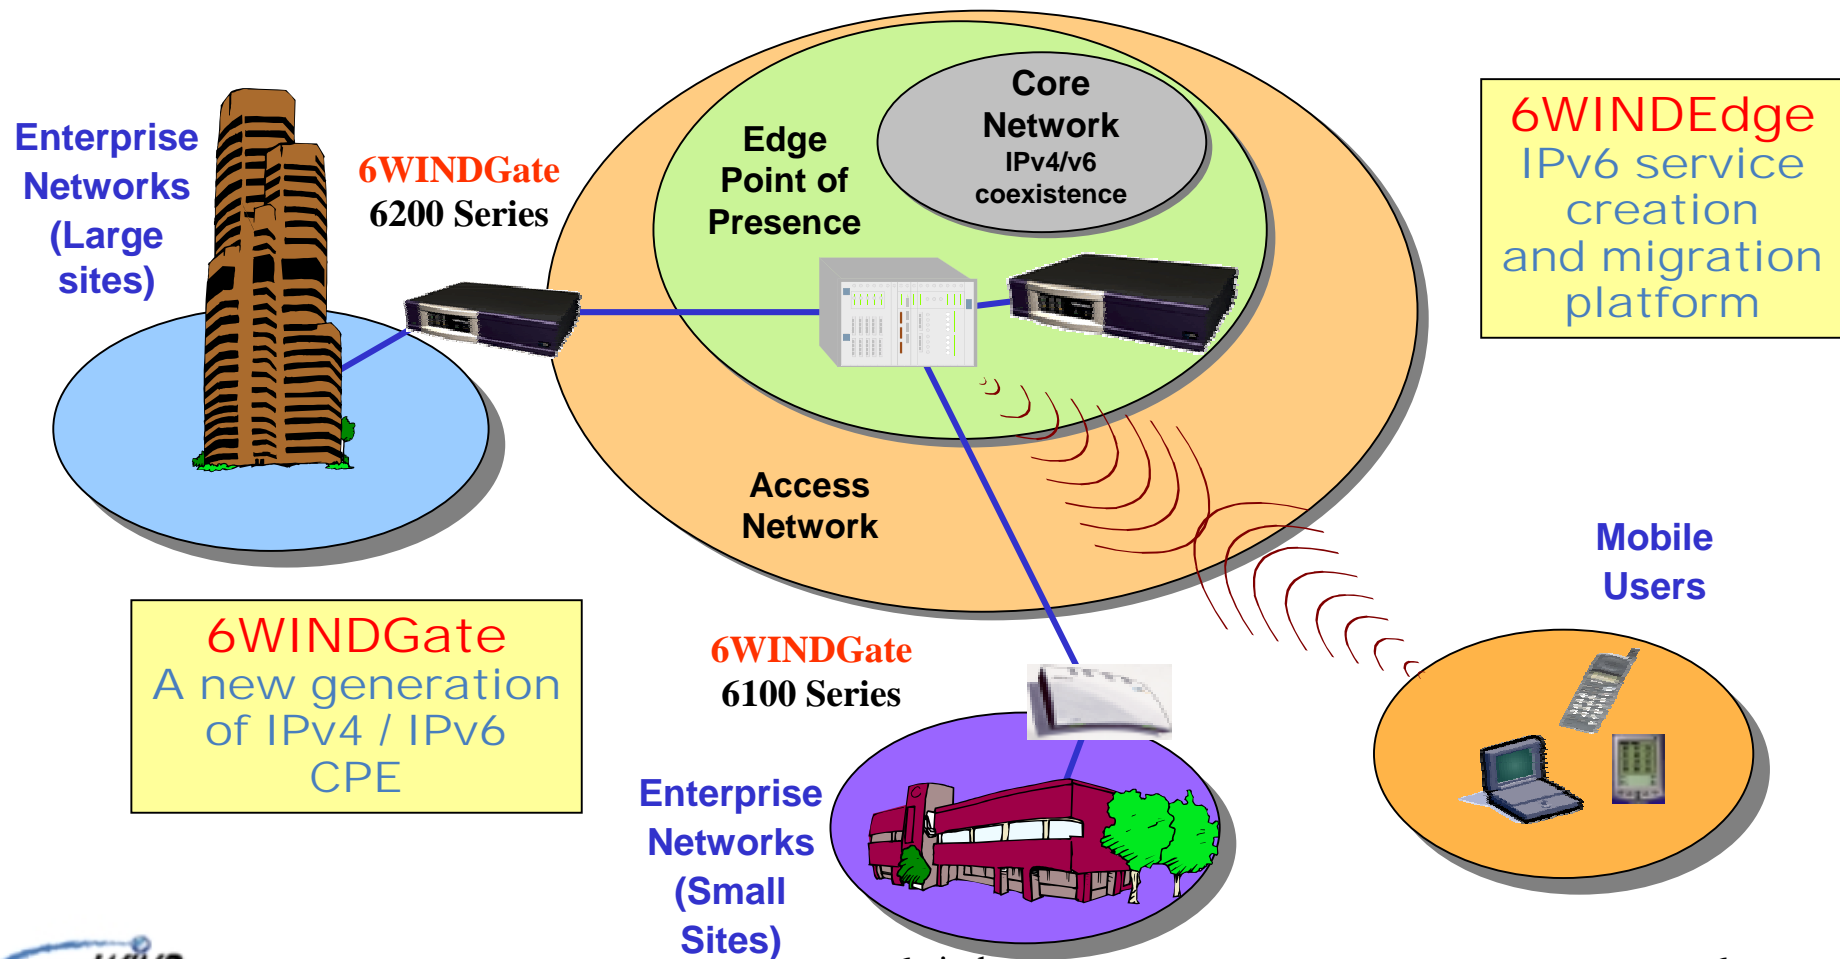 Enterprise
Networks
(Large
sites)
6WINDGate
6200 Series
Edge
Point of
Presence
Core
Network
IPv4/v6
coexistence
6WINDEdge
IPv6 service
creation
and migration
platform
Access
Network
Mobile
Users
6WINDGate
A new generation
of IPv4 / IPv6
CPE
6WINDGate
6100 Series
Enterprise
Networks
(Small
Sites)